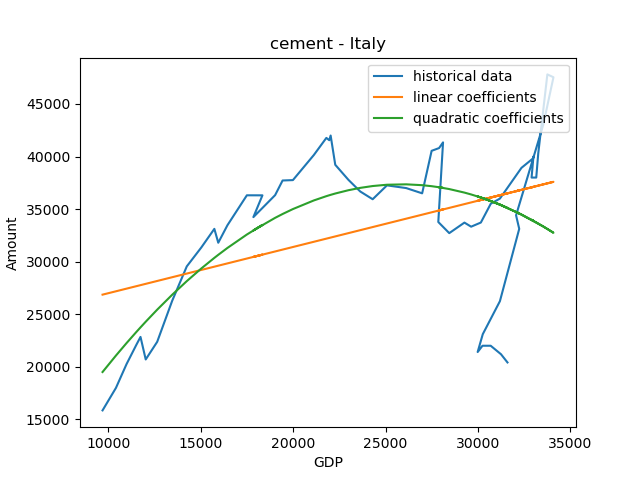 cement - Italy
historical data
linear coefficients
quadratic coefficients
45000
40000
35000
30000
25000
20000
15000
Amount
10000 15000 20000 25000 30000 35000
GDP